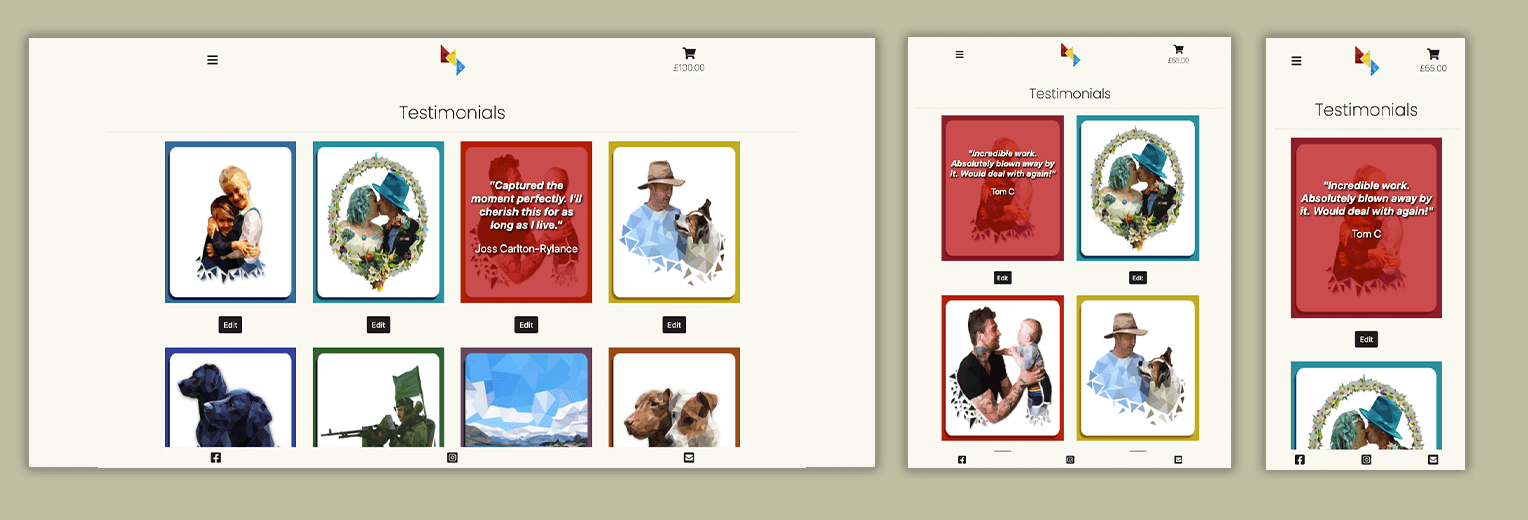 £100.00
Testimonials
"Captured the
moment perfectly. I'll
cherish this for as
long as I live."
Joss Carlton-Rylance
Edit
Edit
Edit
Edit
£55.00
Testimonials
"Incredible work.
Absolutely blown away by
it. Would deal with again!"
Tom C
Edit
Edit
£55.00
Testimonials
"Incredible work.
Absolutely blown away by
it. Would deal with again!"
Tom C
Edit